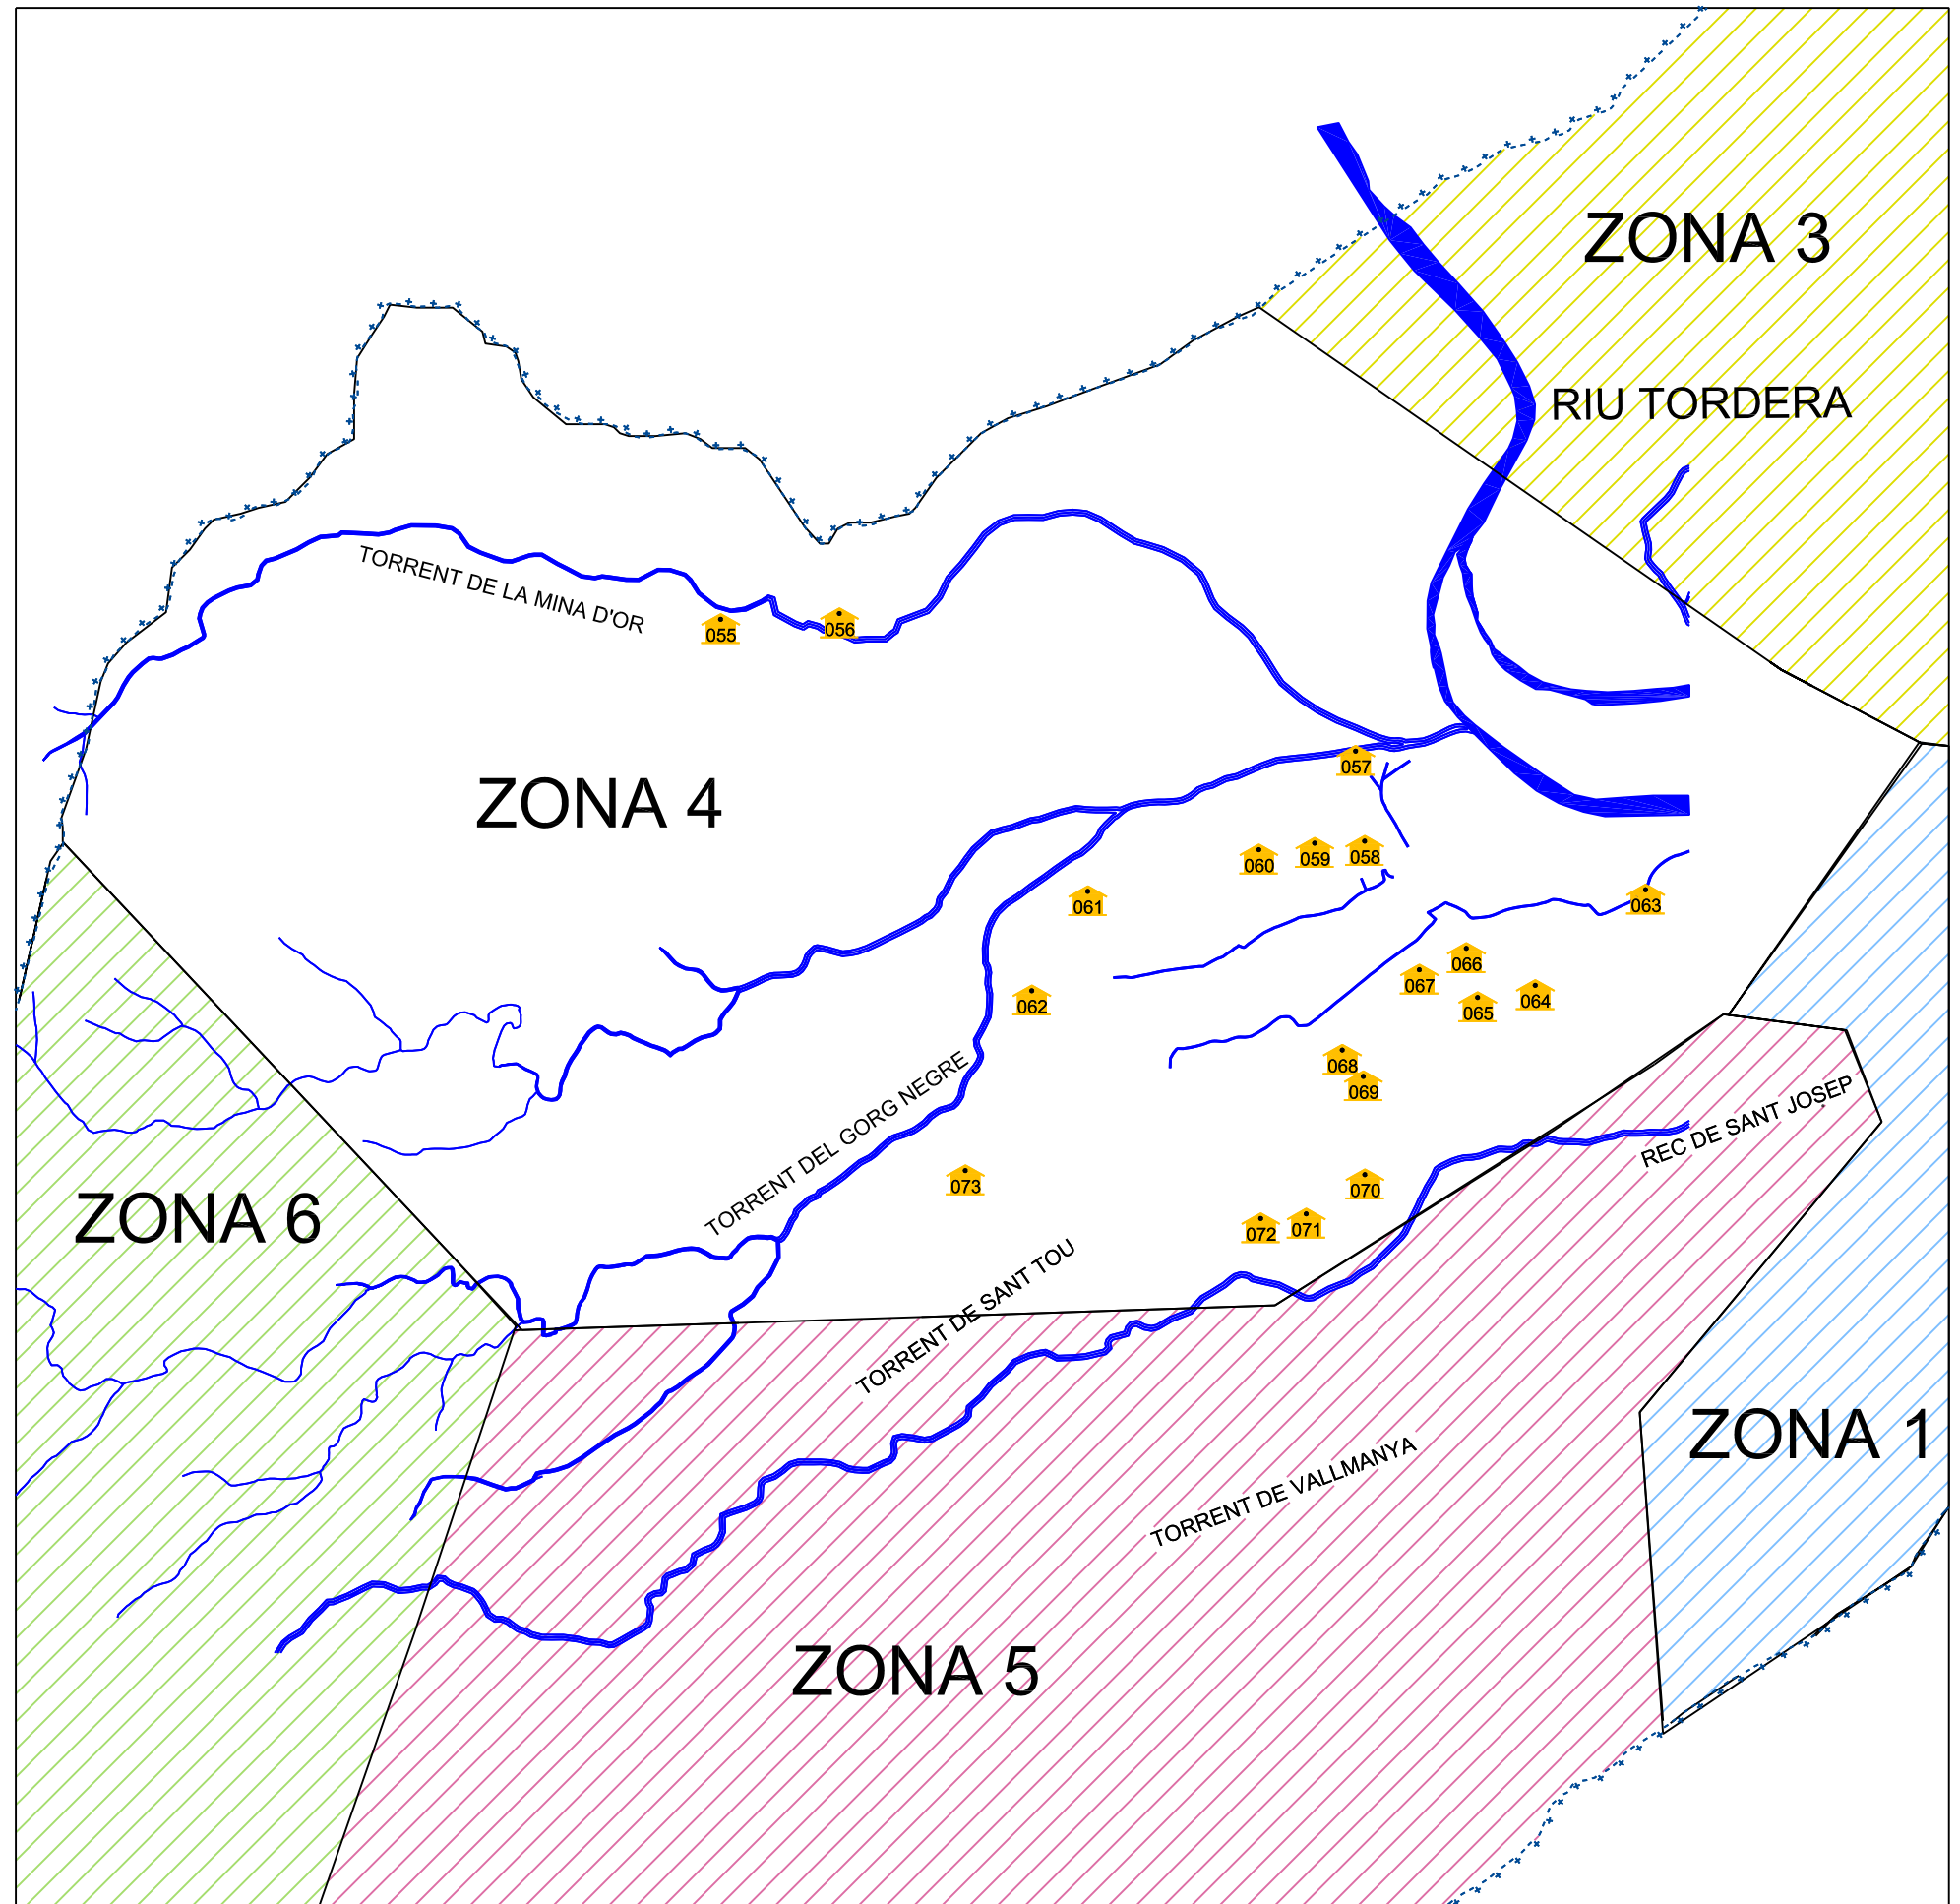 ZONA 3
RIU TORDERA
TORRENT DE LA MINA D'OR
055
056
057
ZONA 4
060
059
058
061
063
066
067
062
065
064
068
069
TORRENT DEL GORG NEGRE
REC DE SANT JOSEP
073
070
ZONA 6
072
071
TORRENT DE SANT TOU
ZONA 1
TORRENT DE VALLMANYA
ZONA 5